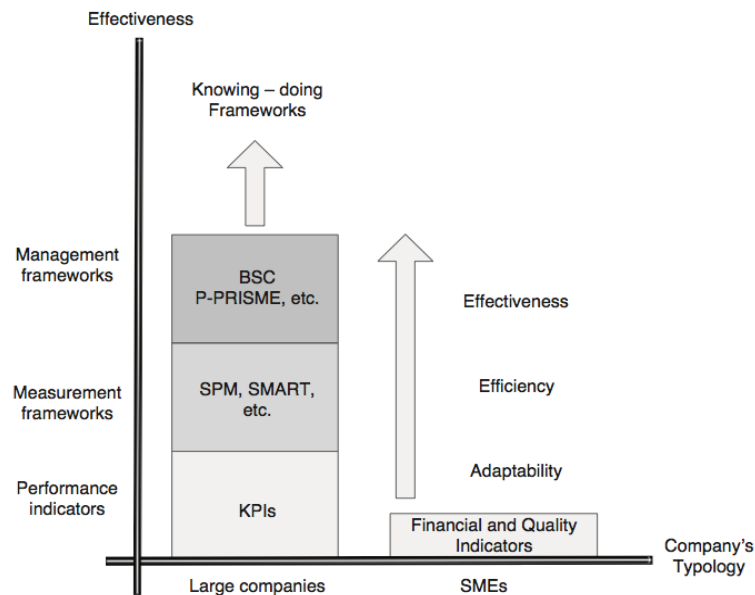 Effectiveness
Knowing – doing
Frameworks
Management
frameworks
BSC
P-PRISME, etc.
Effectiveness
Measurement
frameworks
SPM, SMART,
etc.
Efficiency
Adaptability
Performance
indicators
KPIs
Financial and Quality
Indicators
Company's
Typology
Large companies
SMEs